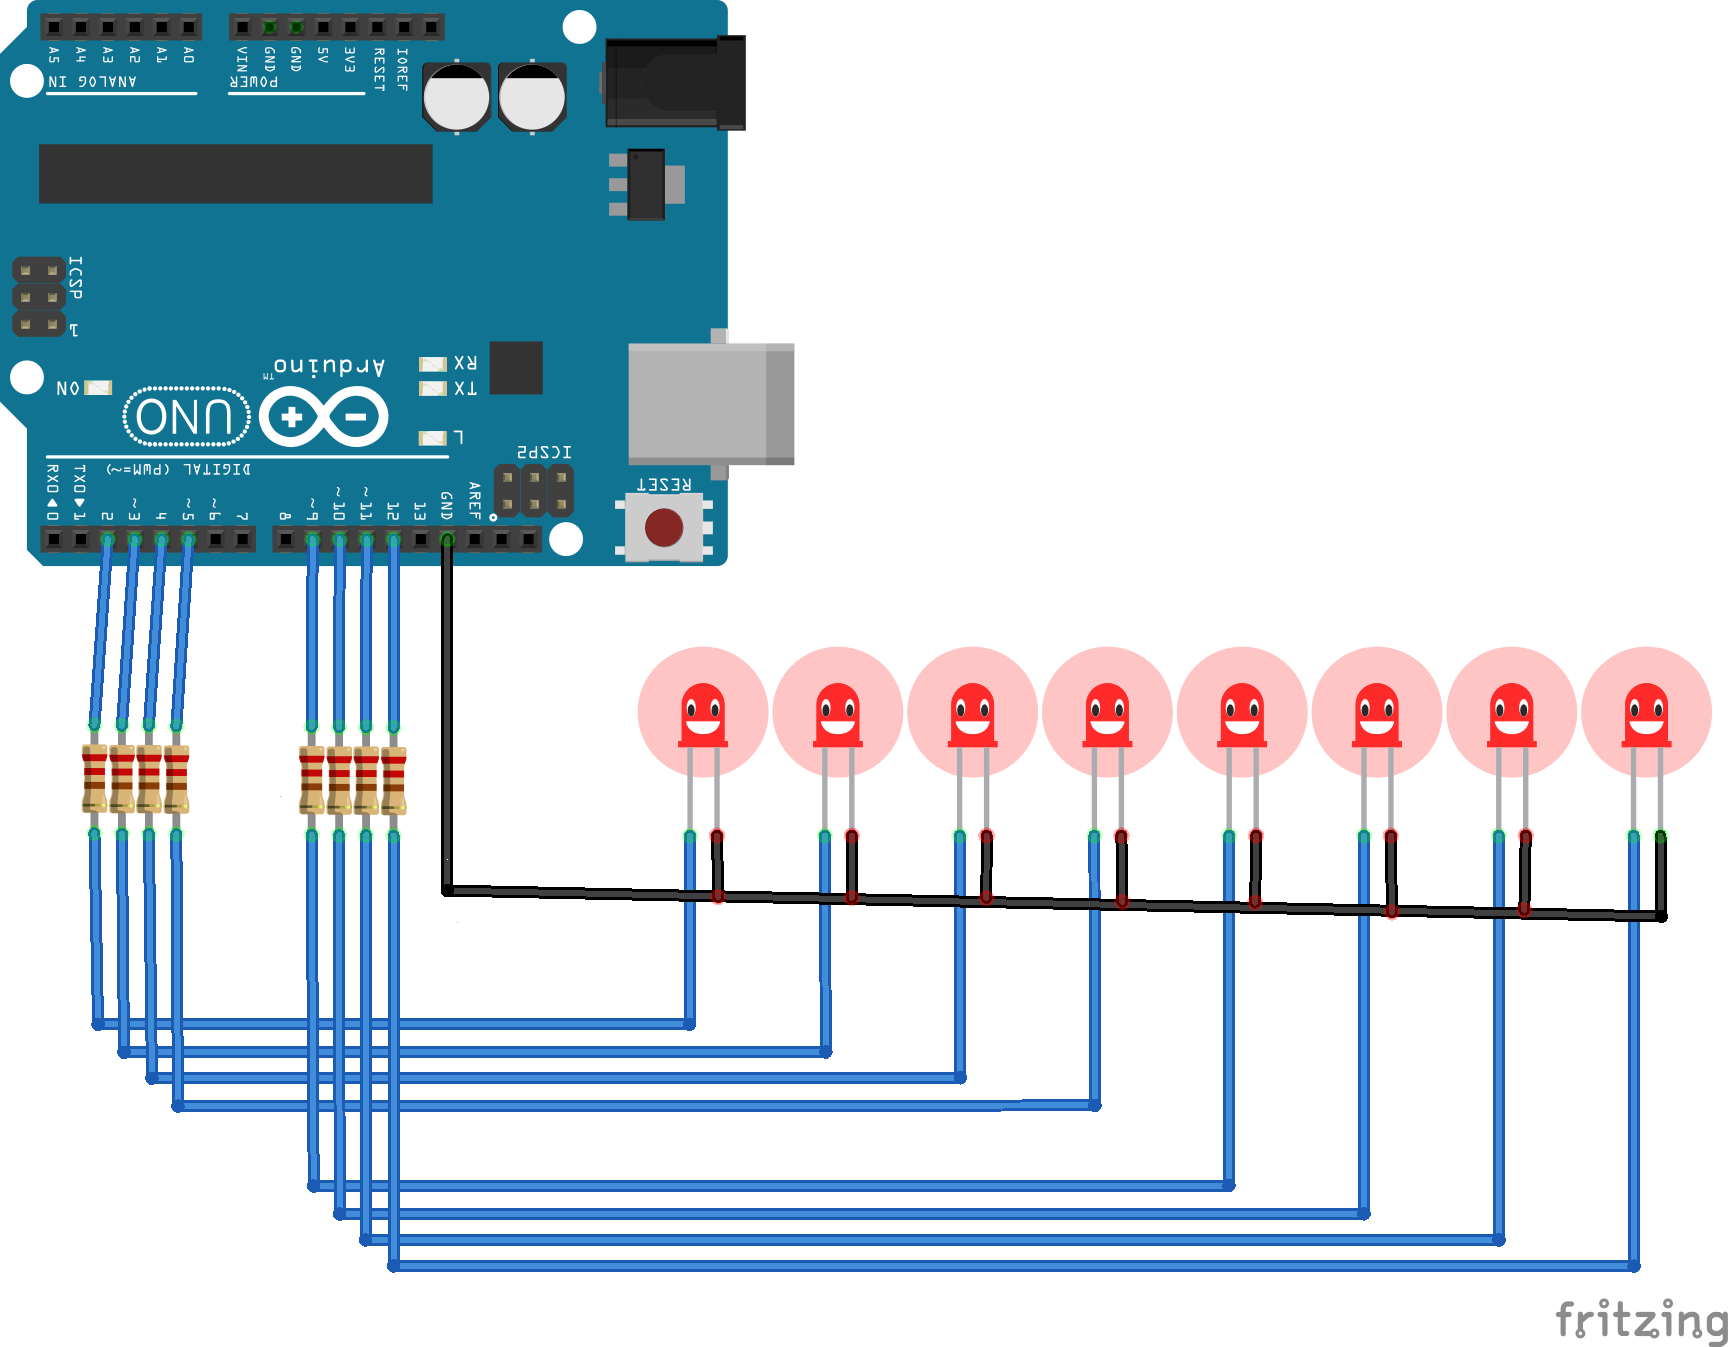 A5 A4 A3 A2 A1 A0
ANALOG IN
VIN GND GND 5V 3V3 RESET IOREF
POWER
ICSP
1
ON
UNO
Arduino
TM
RX
TX
L
ICSP2
RESET
DIGITAL (PWM=~)
RX0◀0 TX0▶1 2 ~3 4 ~5 ~6 7 8 ~9 ~10 ~11 12 13 GND AREF
fritzing